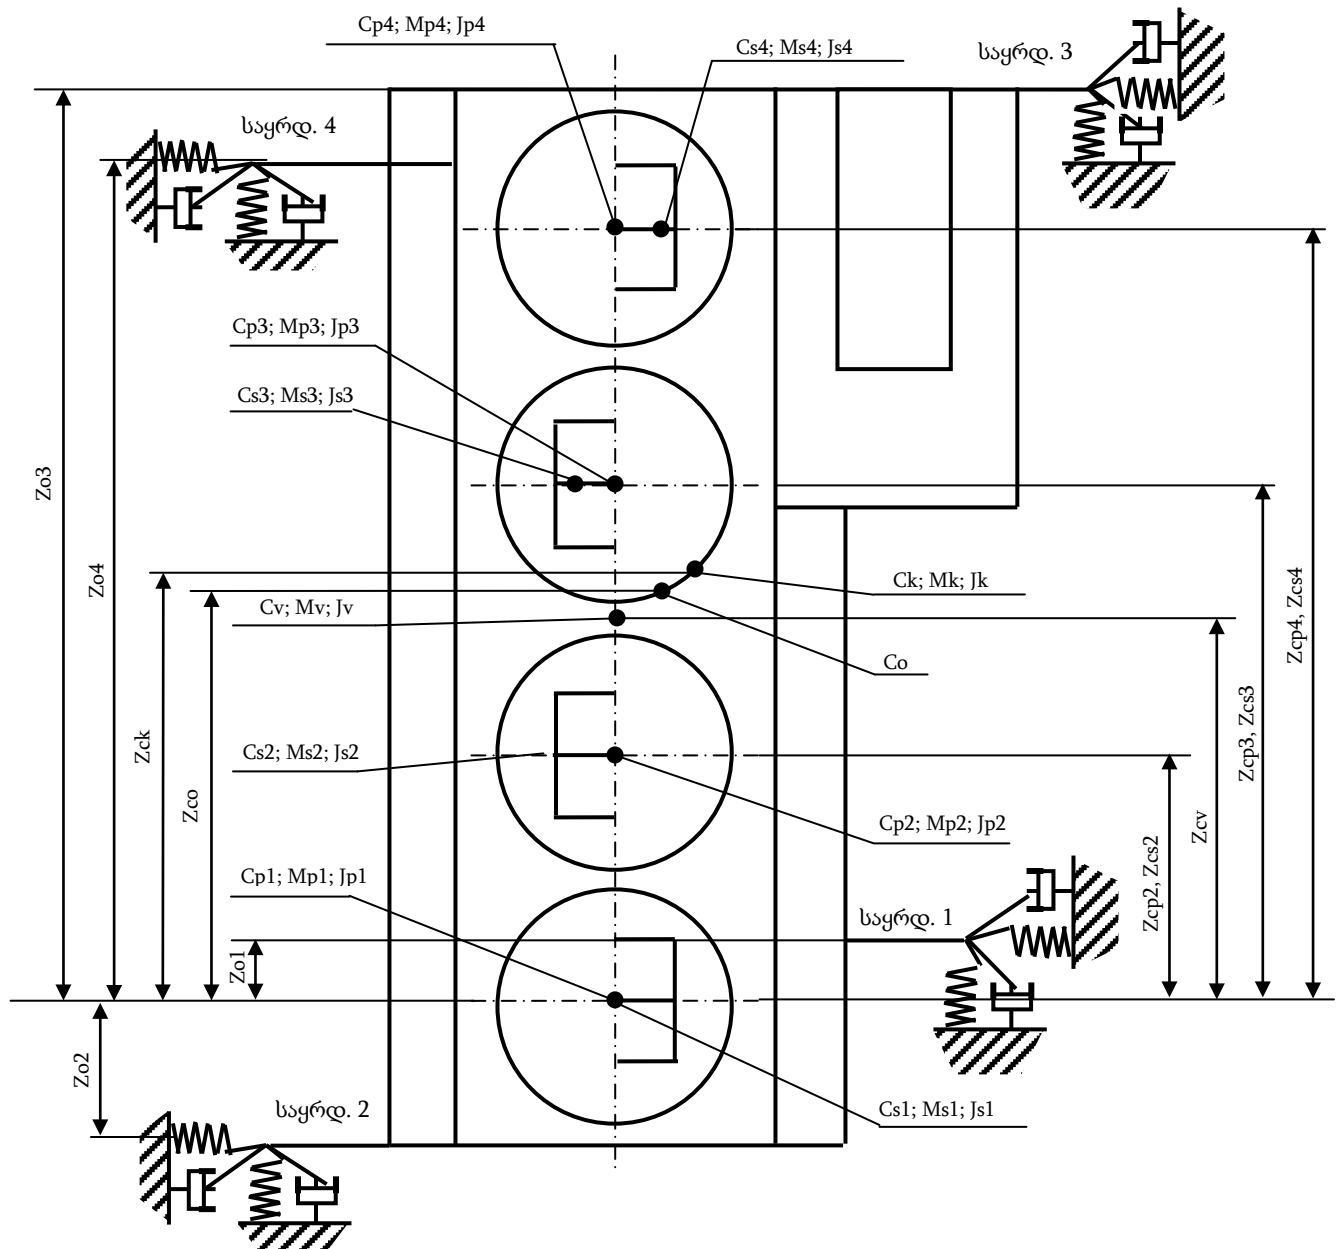 Cp4; Mp4; Jp4
Cs4; Ms4; Js4
საყრდ. 3
საყრდ. 4
Cp3; Mp3; Jp3
Cs3; Ms3; Js3
Zo3
Zo4
Ck; Mk; Jk
Cv; Mv; Jv
Co
Zcp4, Zcs4
Zcp3, Zcs3
Zck
Zco
Cs2; Ms2; Js2
Cp2; Mp2; Jp2
Zcv
Zcp2, Zcs2
Cp1; Mp1; Jp1
საყრდ. 1
Zo1
Zo2
საყრდ. 2
Cs1; Ms1; Js1